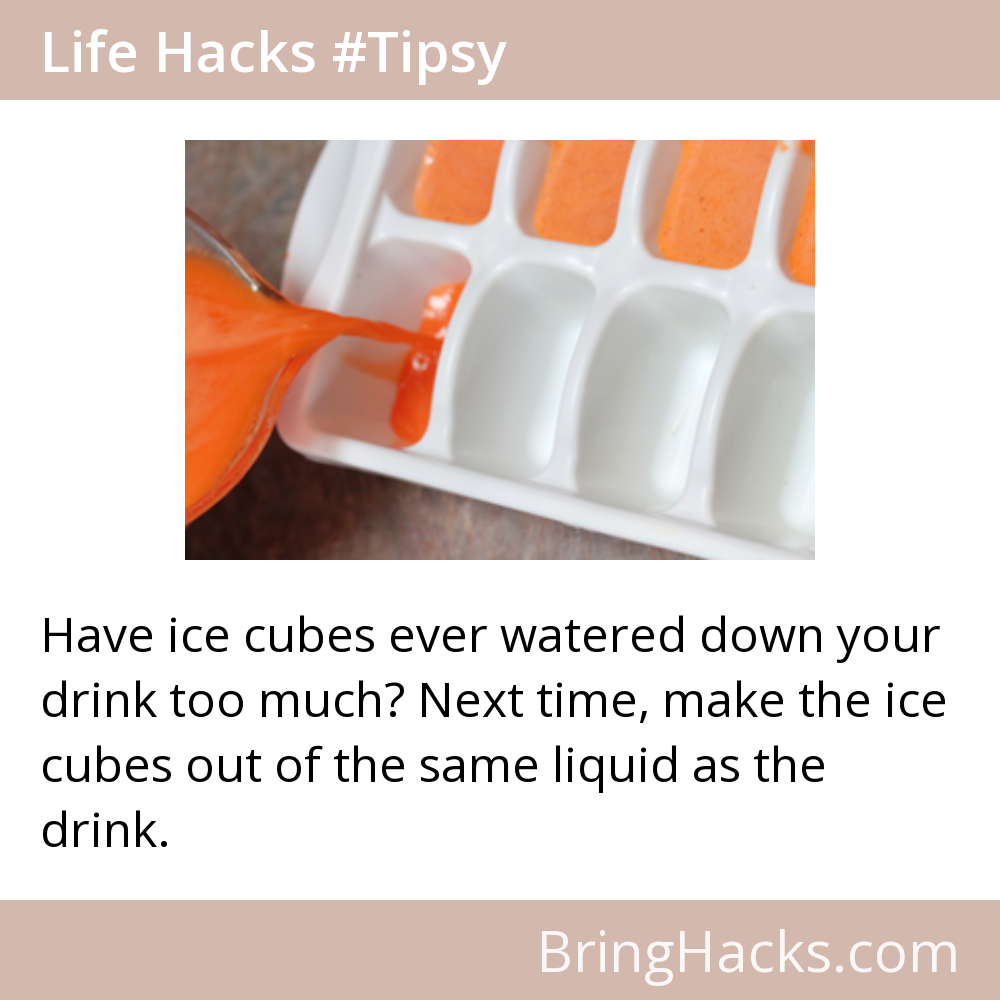 Life Hacks #Tipsy
Have ice cubes ever watered down your
drink too much? Next time, make the ice
cubes out of the same liquid as the
drink.
BringHacks.com